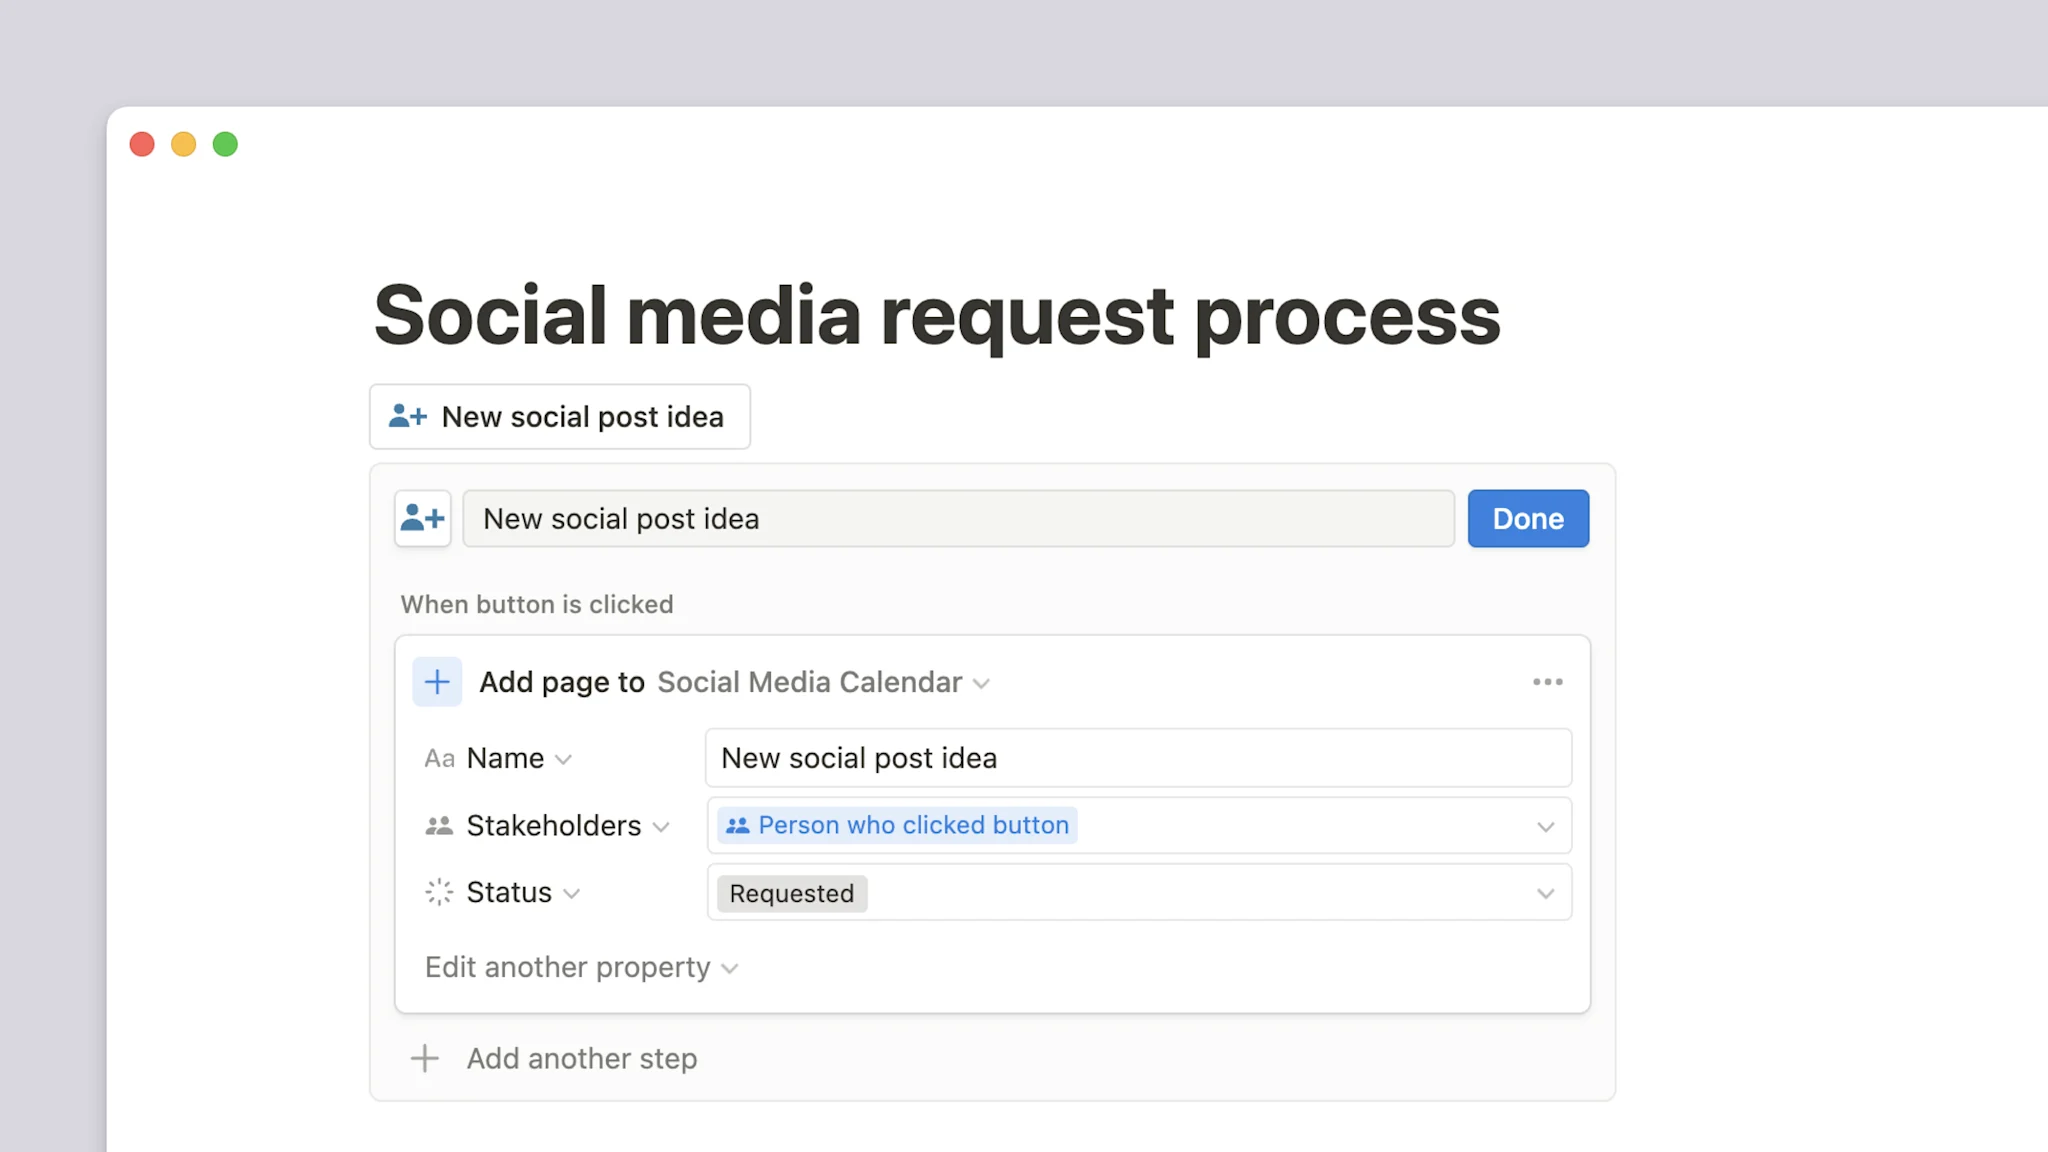 Social media request process
New social post idea
New social post idea
Done
When button is clicked
Add page to Social Media Calendar
Aa Name
New social post idea
Stakeholders
Person who clicked button
Status
Requested
Edit another property
Add another step